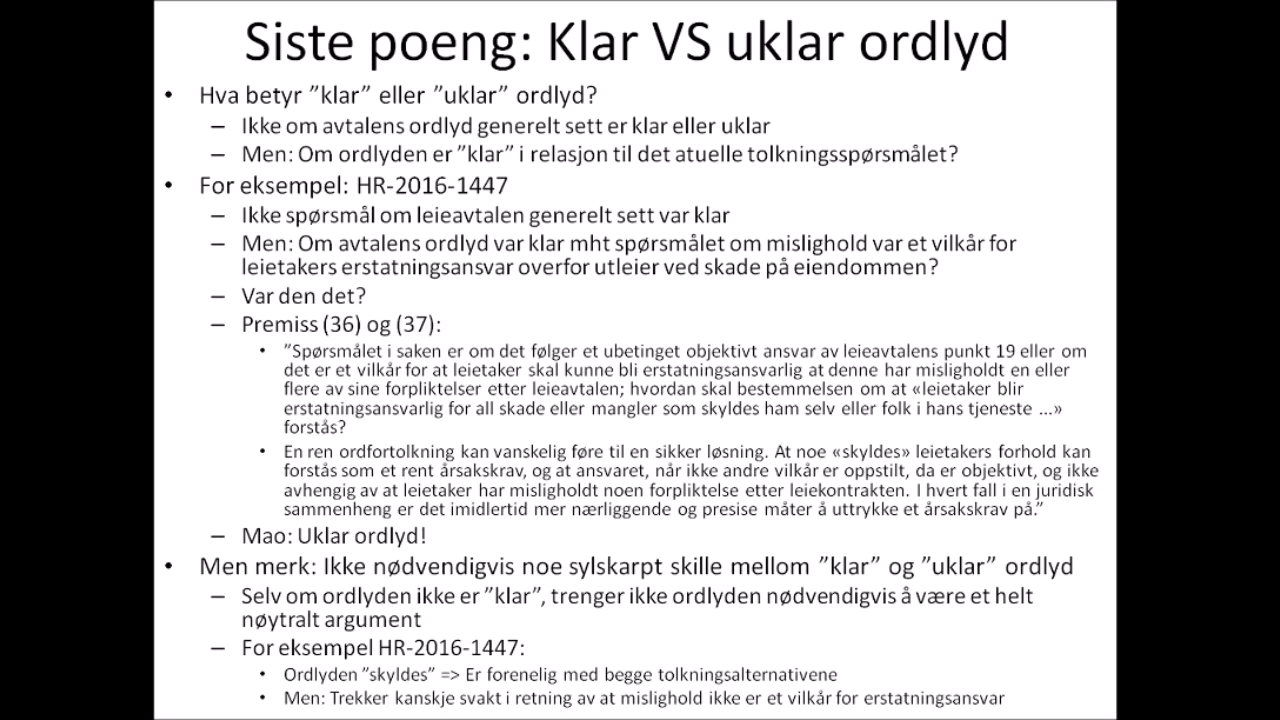 Siste poeng: Klar VS uklar ordlyd
• Hva betyr ”klar” eller ”uklar” ordlyd?
– Ikke om avtalens ordlyd generelt sett er klar eller uklar
– Men: Om ordlyden er ”klar” i relasjon til det atuelle tolkningsspørsmålet?
• For eksempel: HR-2016-1447
– Ikke spørsmål om leieavtalen generelt sett var klar
– Men: Om avtalens ordlyd var klar mht spørsmålet om mislighold var et vilkår for
leietakers erstatningsansvar overfor utleier ved skade på eiendommen?
– Var den det?
– Premiss (36) og (37):
• ”Spørsmålet i saken er om det følger et ubetinget objektivt ansvar av leieavtalens punkt 19 eller om
det er et vilkår for at leietaker skal kunne bli erstatningsansvarlig at denne har misligholdt en eller
flere av sine forpliktelser etter leieavtalen; hvordan skal bestemmelsen om at «leietaker blir
erstatningsansvarlig for all skade eller mangler som skyldes ham selv eller folk i hans tjeneste ...»
forstås?
• En ren ordfortolkning kan vanskelig føre til en sikker løsning. At noe «skyldes» leietakers forhold kan
forstås som et rent årsakskrav, og at ansvaret, når ikke andre vilkår er oppstilt, da er objektivt, og ikke
avhengig av at leietaker har misligholdt noen forpliktelse etter leiekontrakten. I hvert fall i en juridisk
sammenheng er det imidlertid mer nærliggende og presise måter å uttrykke et årsakskrav på.”
– Mao: Uklar ordlyd!
• Men merk: Ikke nødvendigvis noe sylskarpt skille mellom ”klar” og ”uklar” ordlyd
– Selv om ordlyden ikke er ”klar”, trenger ikke ordlyden nødvendigvis å være et helt
nøytralt argument
– For eksempel HR-2016-1447:
• Ordlyden ”skyldes” => Er forenelig med begge tolkningsalternativene
• Men: Trekker kanskje svakt i retning av at mislighold ikke er et vilkår for erstatningsansvar